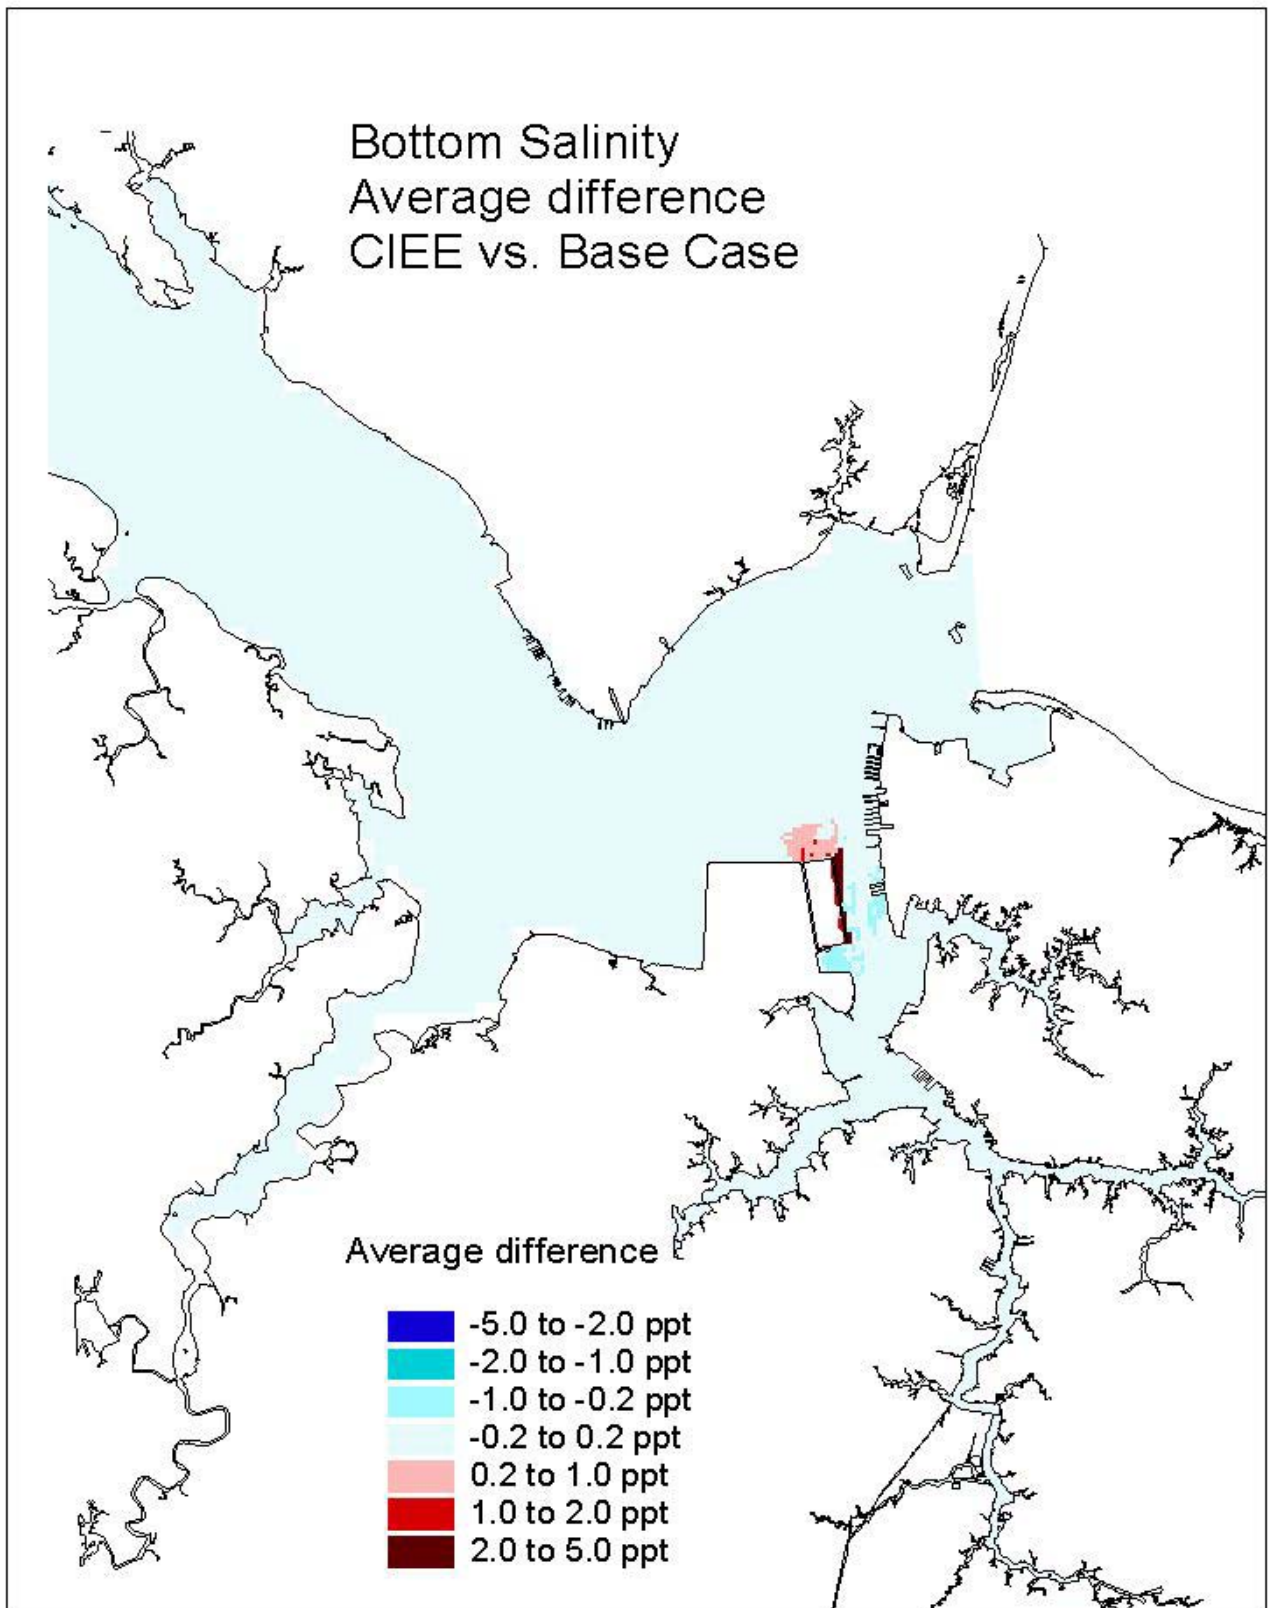 Bottom Salinity
Average difference
CIEE vs. Base Case
Average difference
-5.0 to -2.0 ppt
-2.0 to -1.0 ppt
-1.0 to -0.2 ppt
-0.2 to 0.2 ppt
0.2 to 1.0 ppt
1.0 to 2.0 ppt
2.0 to 5.0 ppt